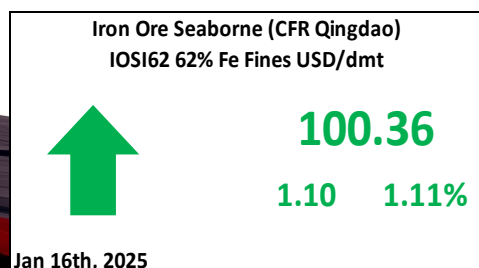 Iron Ore Seaborne (CFR Qingdao)
IOSI62 62% Fe Fines USD/dmt
100.36
1.10 1.11%
Jan 16th, 2025